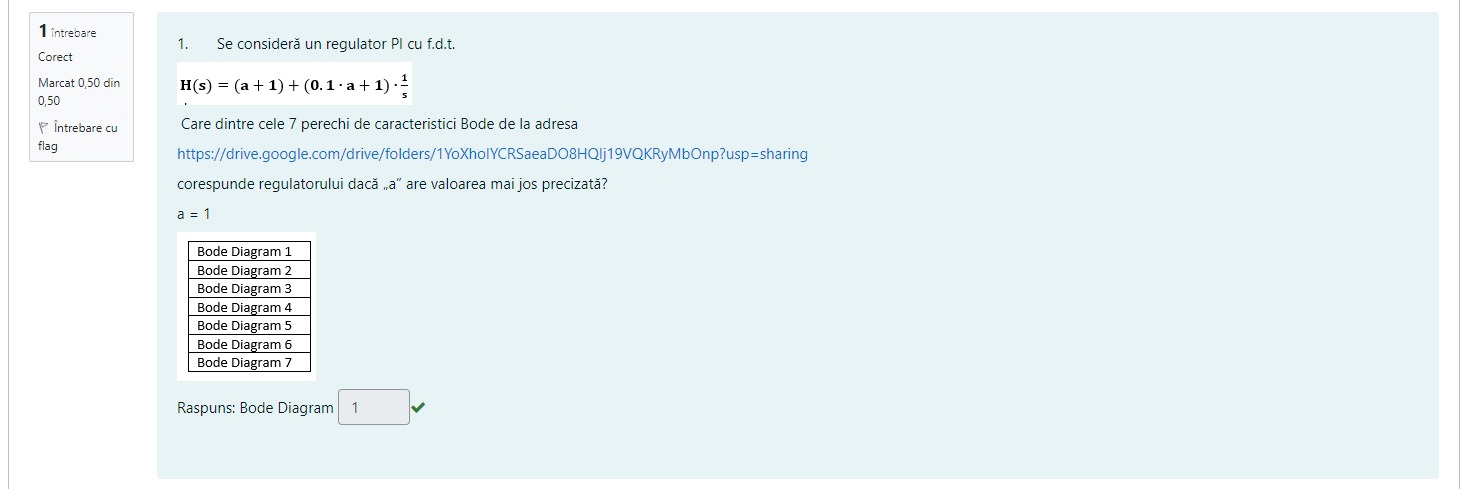 1 întrebare
Corect
Marcat 0,50 din
0,50
Întrebare cu
flag
1. Se consideră un regulator PI cu f.d.t.
H(s) = (a + 1) + (0.1 · a + 1) · 1/s
.
Care dintre cele 7 perechi de caracteristici Bode de la adresa
https://drive.google.com/drive/folders/1YoXholYCRSaeaDO8HQlj19VQKRyMbOnp?usp=sharing
corespunde regulatorului dacă „a” are valoarea mai jos precizată?
a = 1
Bode Diagram 1
Bode Diagram 2
Bode Diagram 3
Bode Diagram 4
Bode Diagram 5
Bode Diagram 6
Bode Diagram 7
Raspuns: Bode Diagram 1